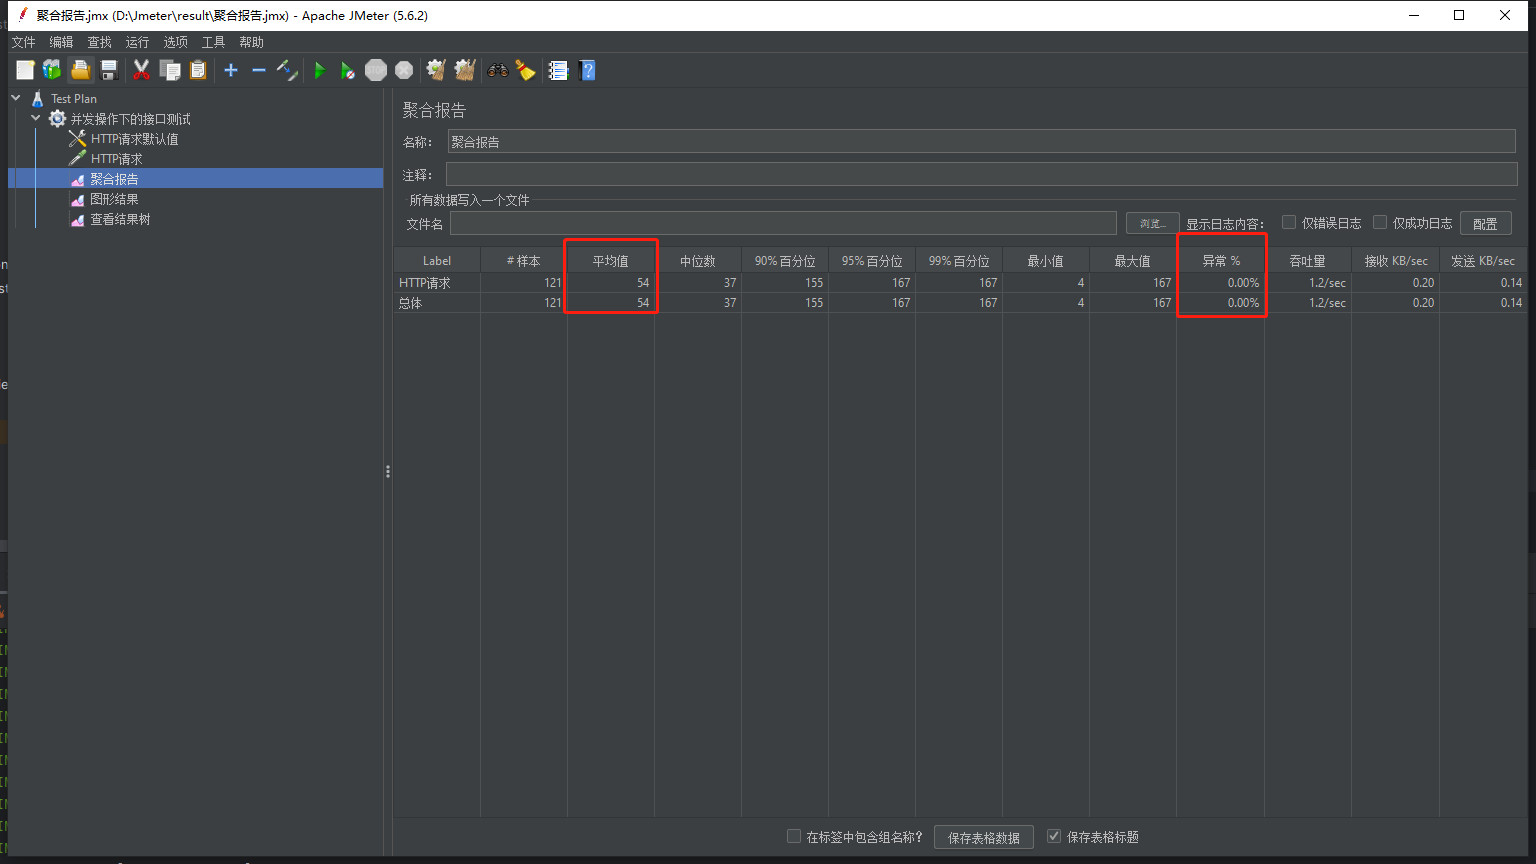 聚合报告.jmx (D:\Jmeter\result\聚合报告.jmx) - Apache JMeter (5.6.2)
文件 编辑 查找 运行 选项 工具 帮助
STOP
Test Plan
并发操作下的接口测试
HTTP请求默认值
HTTP请求
聚合报告
图形结果
查看结果树
聚合报告
名称： 聚合报告
注释：
所有数据写入一个文件
文件名 浏览... 显示日志内容： 仅错误日志 仅成功日志 配置
Label # 样本 平均值 中位数 90% 百分位 95% 百分位 99% 百分位 最小值 最大值 异常 % 吞吐量 接收 KB/sec 发送 KB/sec
HTTP请求 121 54 37 155 167 167 4 167 0.00% 1.2/sec 0.20 0.14
总体 121 54 37 155 167 167 4 167 0.00% 1.2/sec 0.20 0.14
在标签中包含组名称？ 保存表格数据 保存表格标题